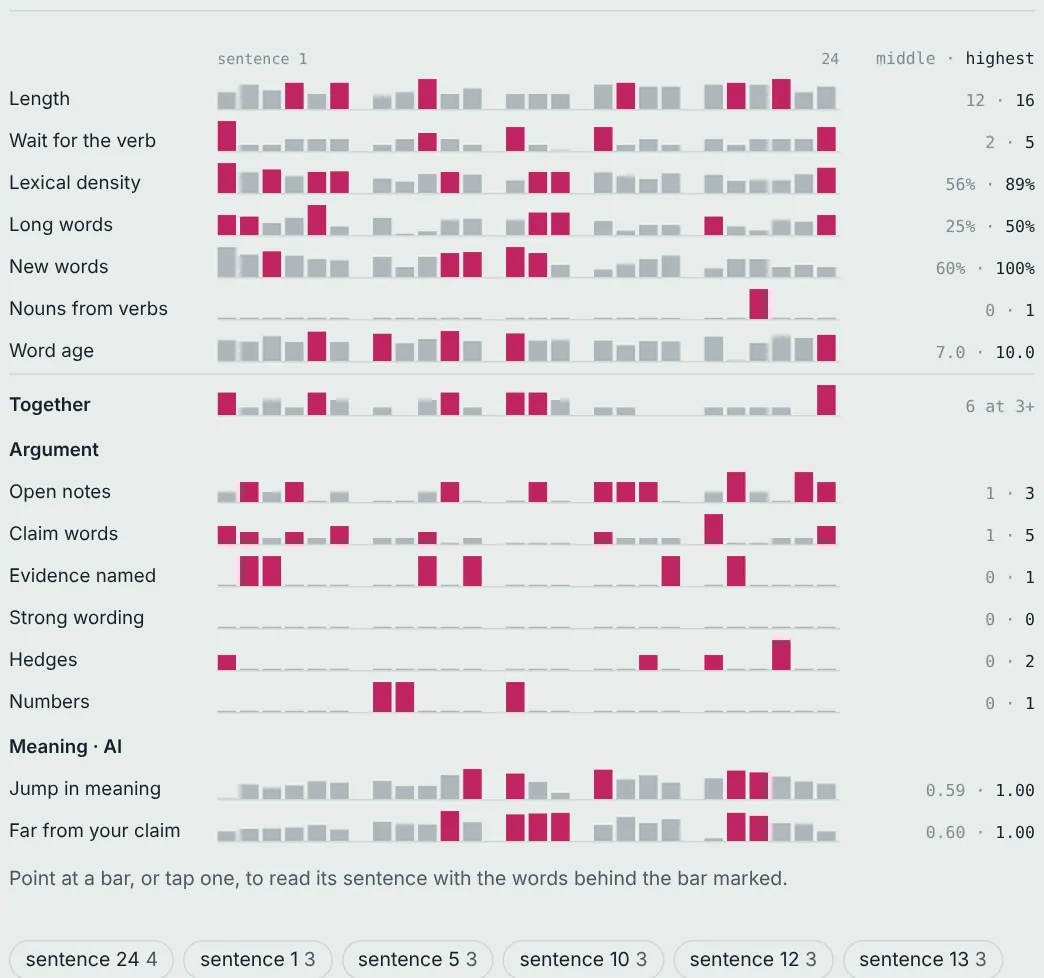 sentence 1 24 middle · highest
Length 12 · 16
Wait for the verb 2 · 5
Lexical density 56% · 89%
Long words 25% · 50%
New words 60% · 100%
Nouns from verbs 0 · 1
Word age 7.0 · 10.0
Together 6 at 3+
Argument
Open notes 1 · 3
Claim words 1 · 5
Evidence named 0 · 1
Strong wording 0 · 0
Hedges 0 · 2
Numbers 0 · 1
Meaning · AI
Jump in meaning 0.59 · 1.00
Far from your claim 0.60 · 1.00
Point at a bar, or tap one, to read its sentence with the words behind the bar marked.
sentence 24 4 sentence 1 3 sentence 5 3 sentence 10 3 sentence 12 3 sentence 13 3